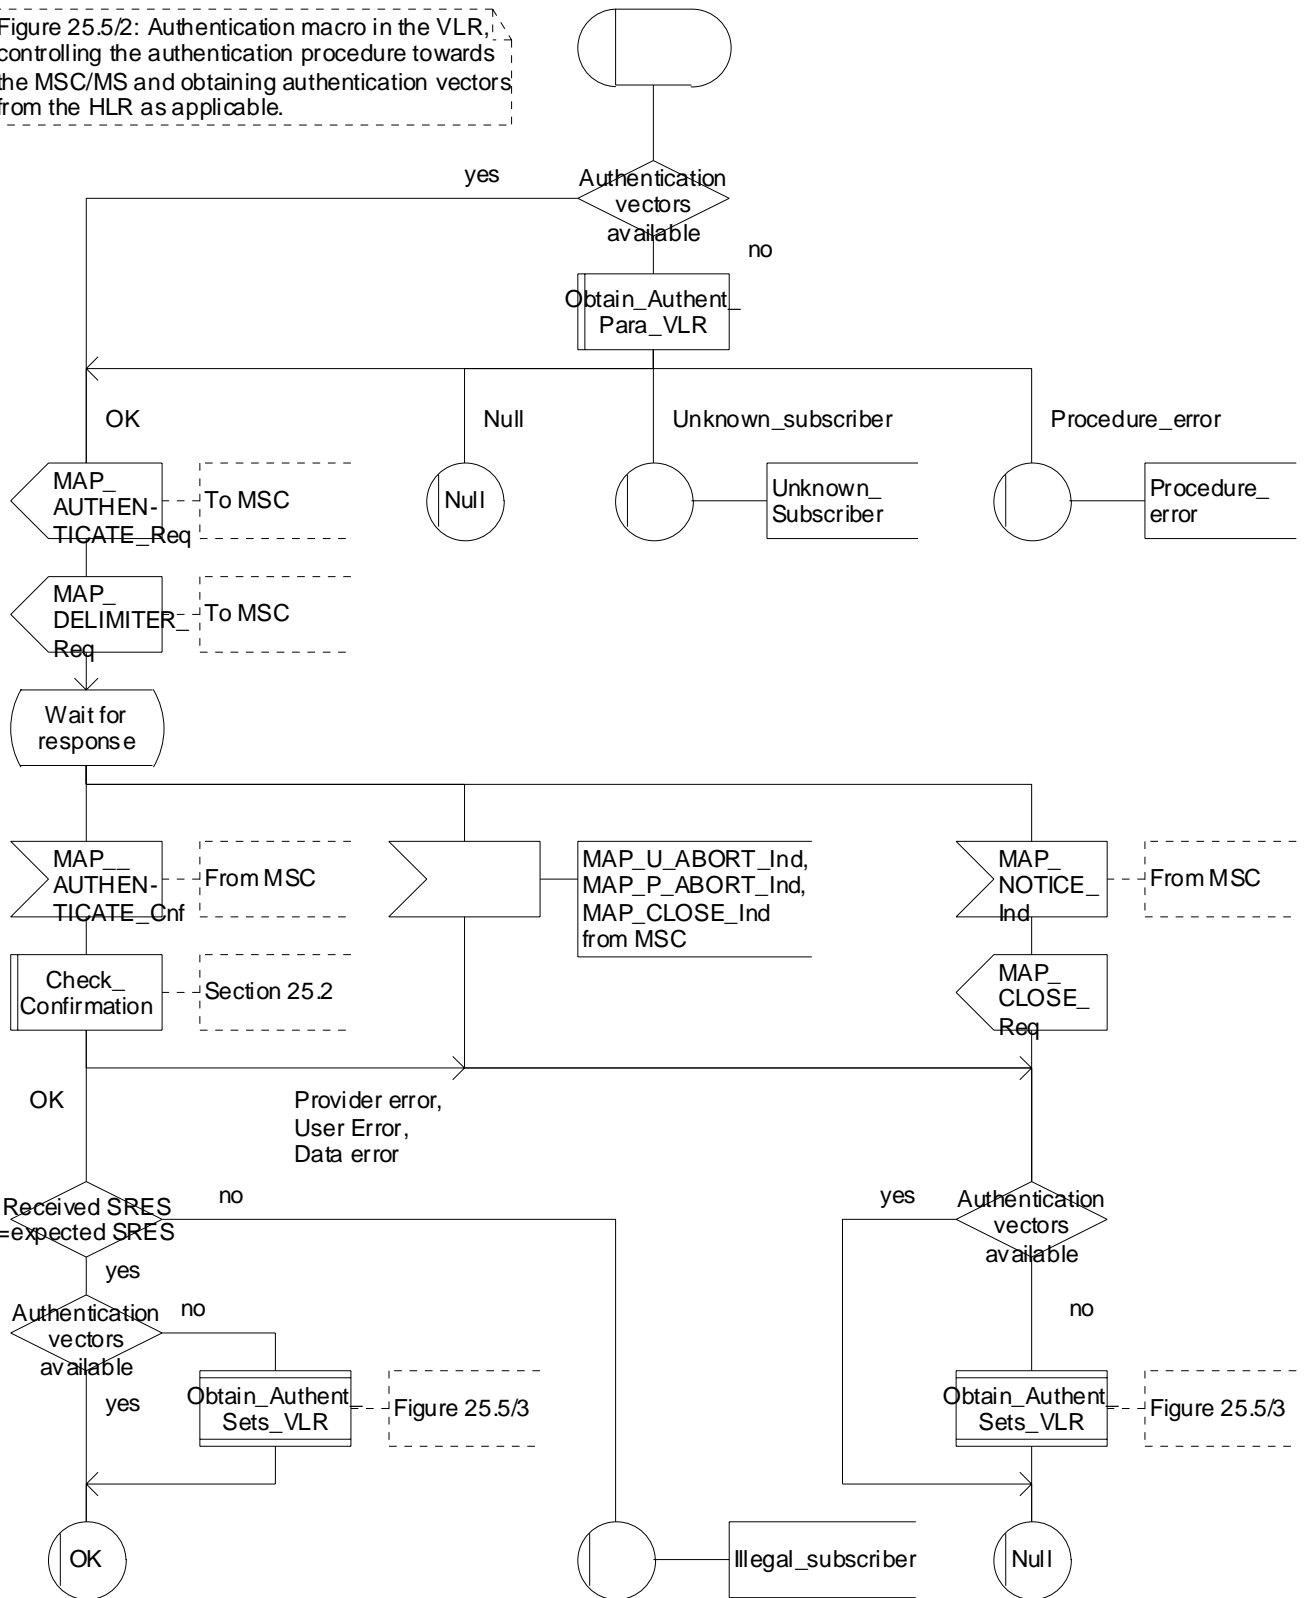 Figure 25.5/2: Authentication macro in the VLR,
controlling the authentication procedure towards
the MSC/MS and obtaining authentication vectors
from the HLR as applicable.
yes
Authentication
vectors
available
no
Obtain_Authent_
Para_VLR
OK
Null
Unknown_subscriber
Procedure_error
MAP_
AUTHEN-
TICATE_Req
To MSC
Null
Unknown_
Subscriber
Procedure_
error
MAP_
DELIMITER_
Req
To MSC
Wait for
response
MAP__
AUTHEN-
TICATE_Cnf
From MSC
MAP_U_ABORT_Ind,
MAP_P_ABORT_Ind,
MAP_CLOSE_Ind
from MSC
MAP_
NOTICE_
Ind
From MSC
Check_
Confirmation
Section 25.2
MAP_
CLOSE_
Req
OK
Provider error,
User Error,
Data error
Received SRES
=expected SRES
no
yes
yes
Authentication
vectors
available
no
Authentication
vectors
available
no
yes
Obtain_Authent_
Sets_VLR
Figure 25.5/3
Obtain_Authent_
Sets_VLR
Figure 25.5/3
OK
Illegal_subscriber
Null